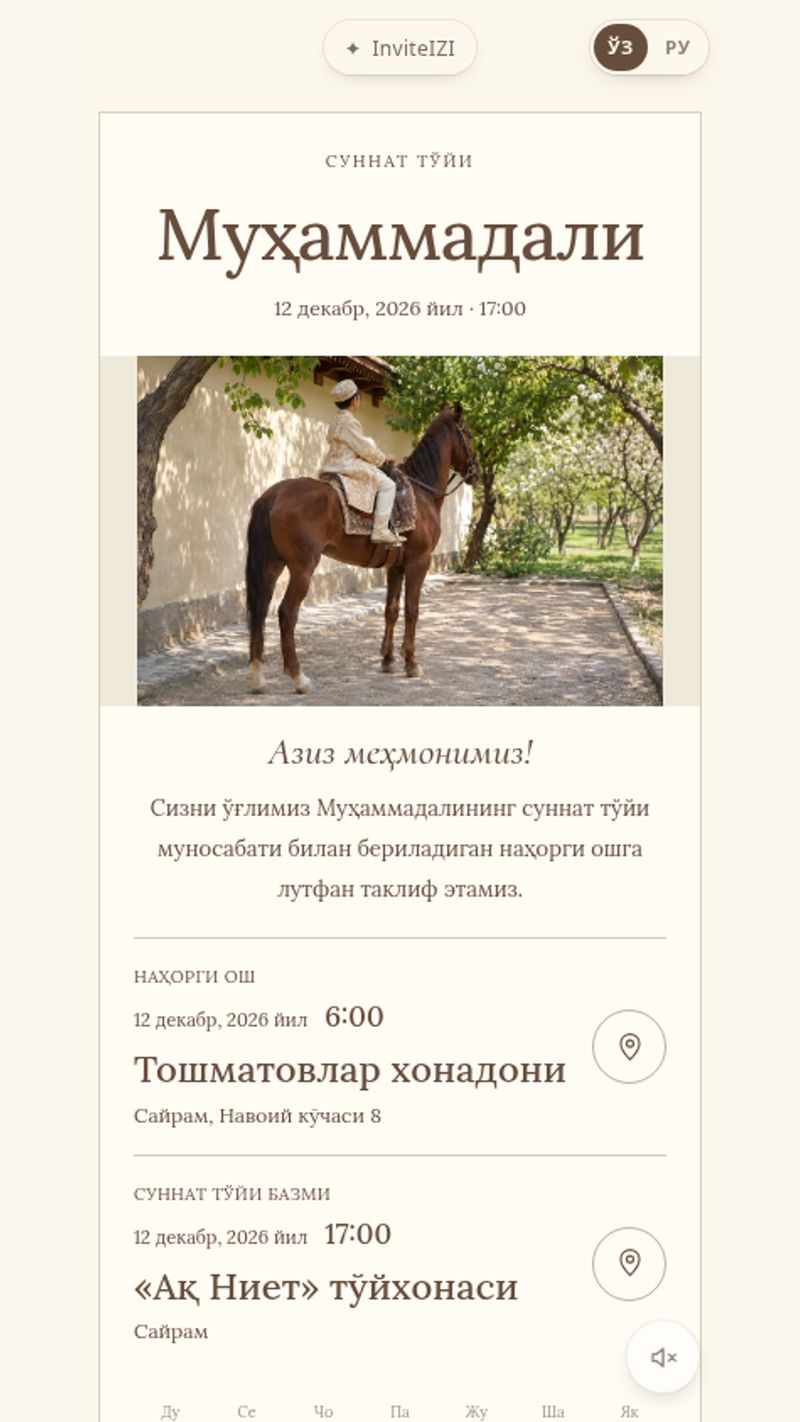 ✦ InviteIZI
ЎЗ РУ
СУННАТ ТЎЙИ
Муҳаммадали
12 декабр, 2026 йил · 17:00
Азиз меҳмонимиз!
Сизни ўғлимиз Муҳаммадалининг суннат тўйи
муносабати билан бериладиган наҳорги ошга
лутфан таклиф этамиз.
НАҲОРГИ ОШ
12 декабр, 2026 йил 6:00
Тошматовлар хонадони
Сайрам, Навоий кўчаси 8
СУННАТ ТЎЙИ БАЗМИ
12 декабр, 2026 йил 17:00
«Ақ Ниет» тўйхонаси
Сайрам
Ду Се Чо Па Жу Ша Як